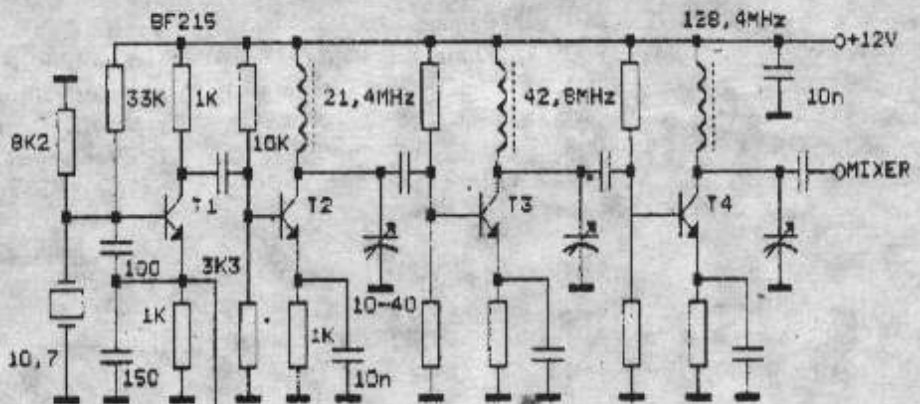 BF215
128,4MHz
+12V
33K
1K
21,4MHz
42,8MHz
10n
8K2
10K
MIXER
T1
T2
T3
T4
100
3K3
10-40
1K
1K
10,7
150
10n